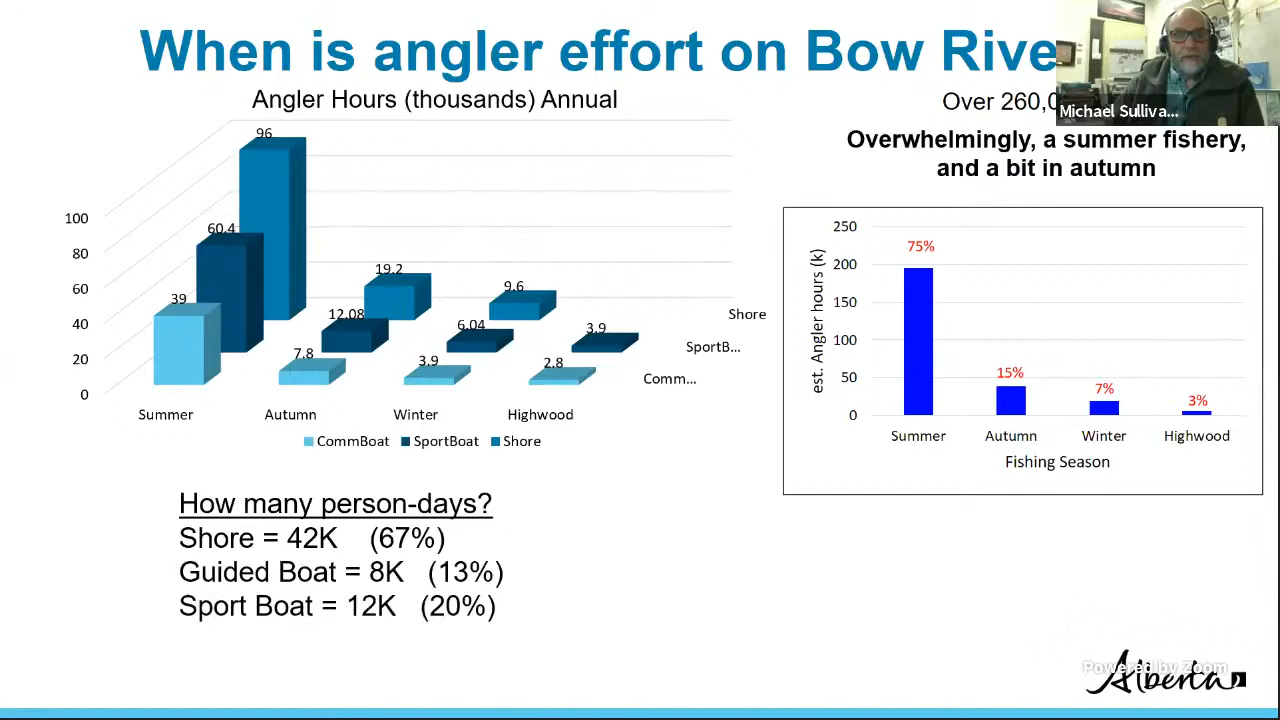 When is angler effort on Bow Rive
Angler Hours (thousands) Annual
96
60.4
39
100
80
60
40
20
0
19.2
12.08
7.8
9.6
6.04
3.9
3.9
2.8
Shore
SportB...
Comm...
Summer
Autumn
Winter
Highwood
CommBoat
SportBoat
Shore
Over 260,0
Michael Sulliva...
Overwhelmingly, a summer fishery,
and a bit in autumn
est. Angler hours (k)
250
200
150
100
50
0
75%
15%
7%
3%
Summer
Autumn
Winter
Highwood
Fishing Season
How many person-days?
Shore = 42K (67%)
Guided Boat = 8K (13%)
Sport Boat = 12K (20%)
Powered by Zoom
Alberta